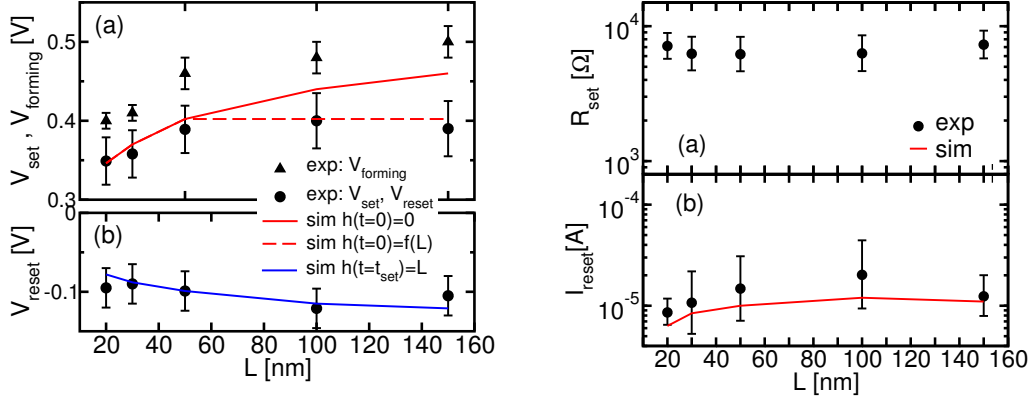 (a)
0.5
0.4
0.3
V_set , V_forming [V]
exp: V_forming
exp: V_set, V_reset
sim h(t=0)=0
sim h(t=0)=f(L)
sim h(t=t_set)=L
(b)
0
-0.1
V_reset [V]
20 40 60 80 100 120 140 160
L [nm]
10^4
10^3
R_set [Ω]
(a)
exp
sim
(b)
10^-5
10^-6
I_reset[A]
20 40 60 80 100 120 140 160
L [nm]